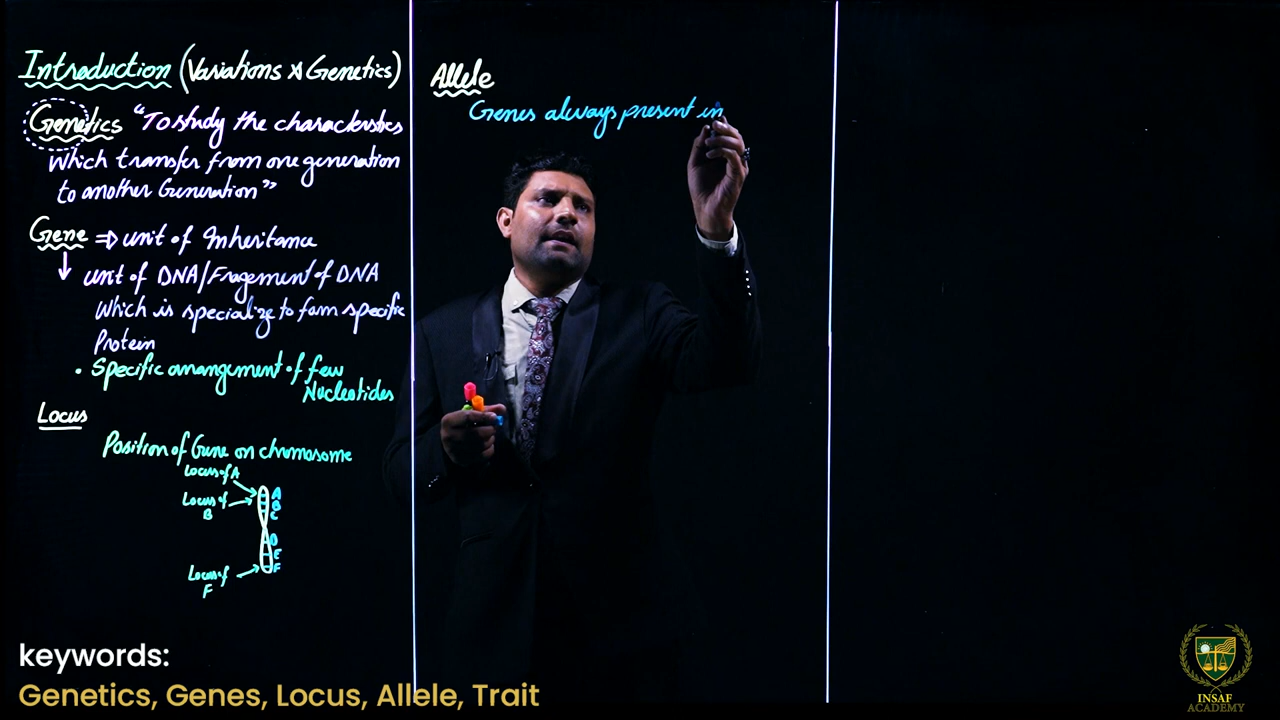 Introduction (Variations & Genetics)
Genetics "To study the characteristics
Which transfer from one generation
to another Generation"
Gene ⇒ unit of Inheritance
↓ unit of DNA/Fragement of DNA
Which is specialize to form specific
Protein
• Specific arrangement of few
Nucleotides
Locus
Position of Gene on chromosome
Locus of A
Locus of
B
A
B
C
D
E
F
Locus of
F
Allele
Genes always present in
keywords:
Genetics, Genes, Locus, Allele, Trait
INSAF
ACADEMY